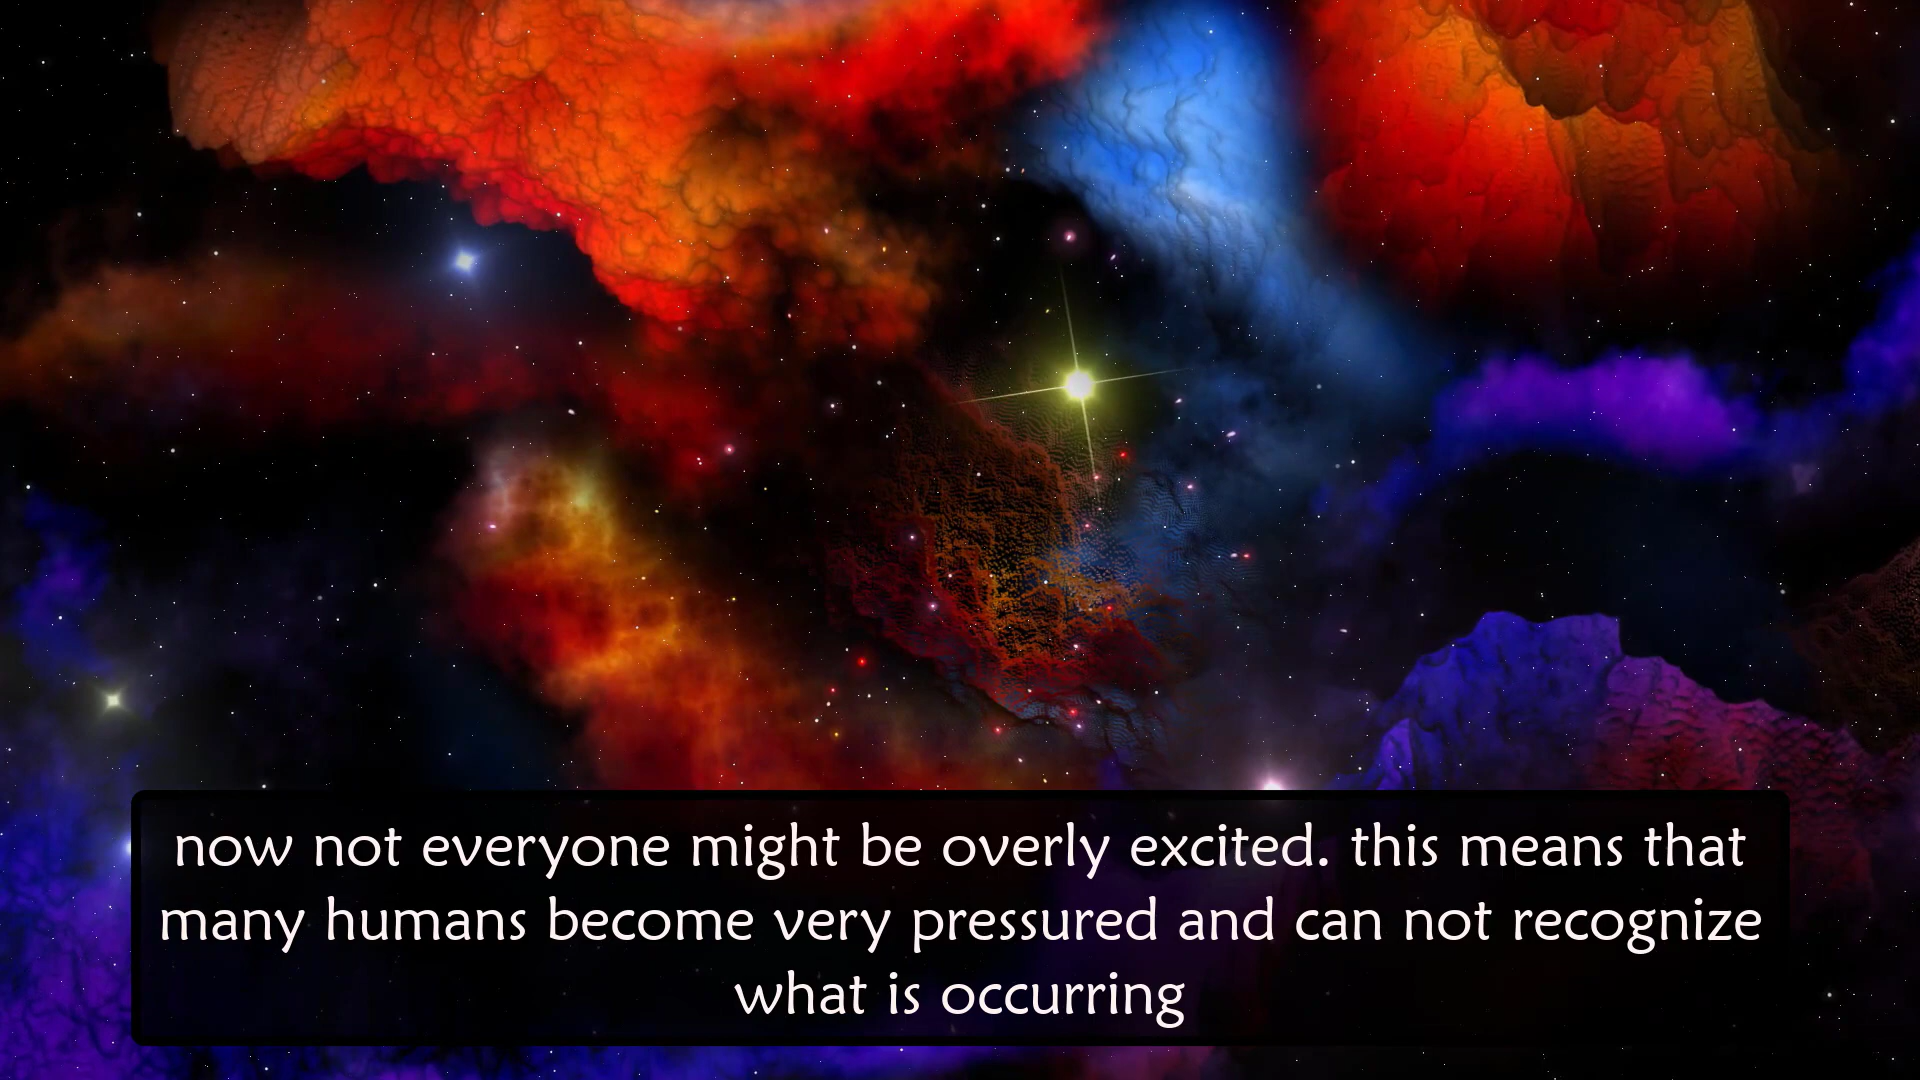 now not everyone might be overly excited. this means that
many humans become very pressured and can not recognize
what is occurring